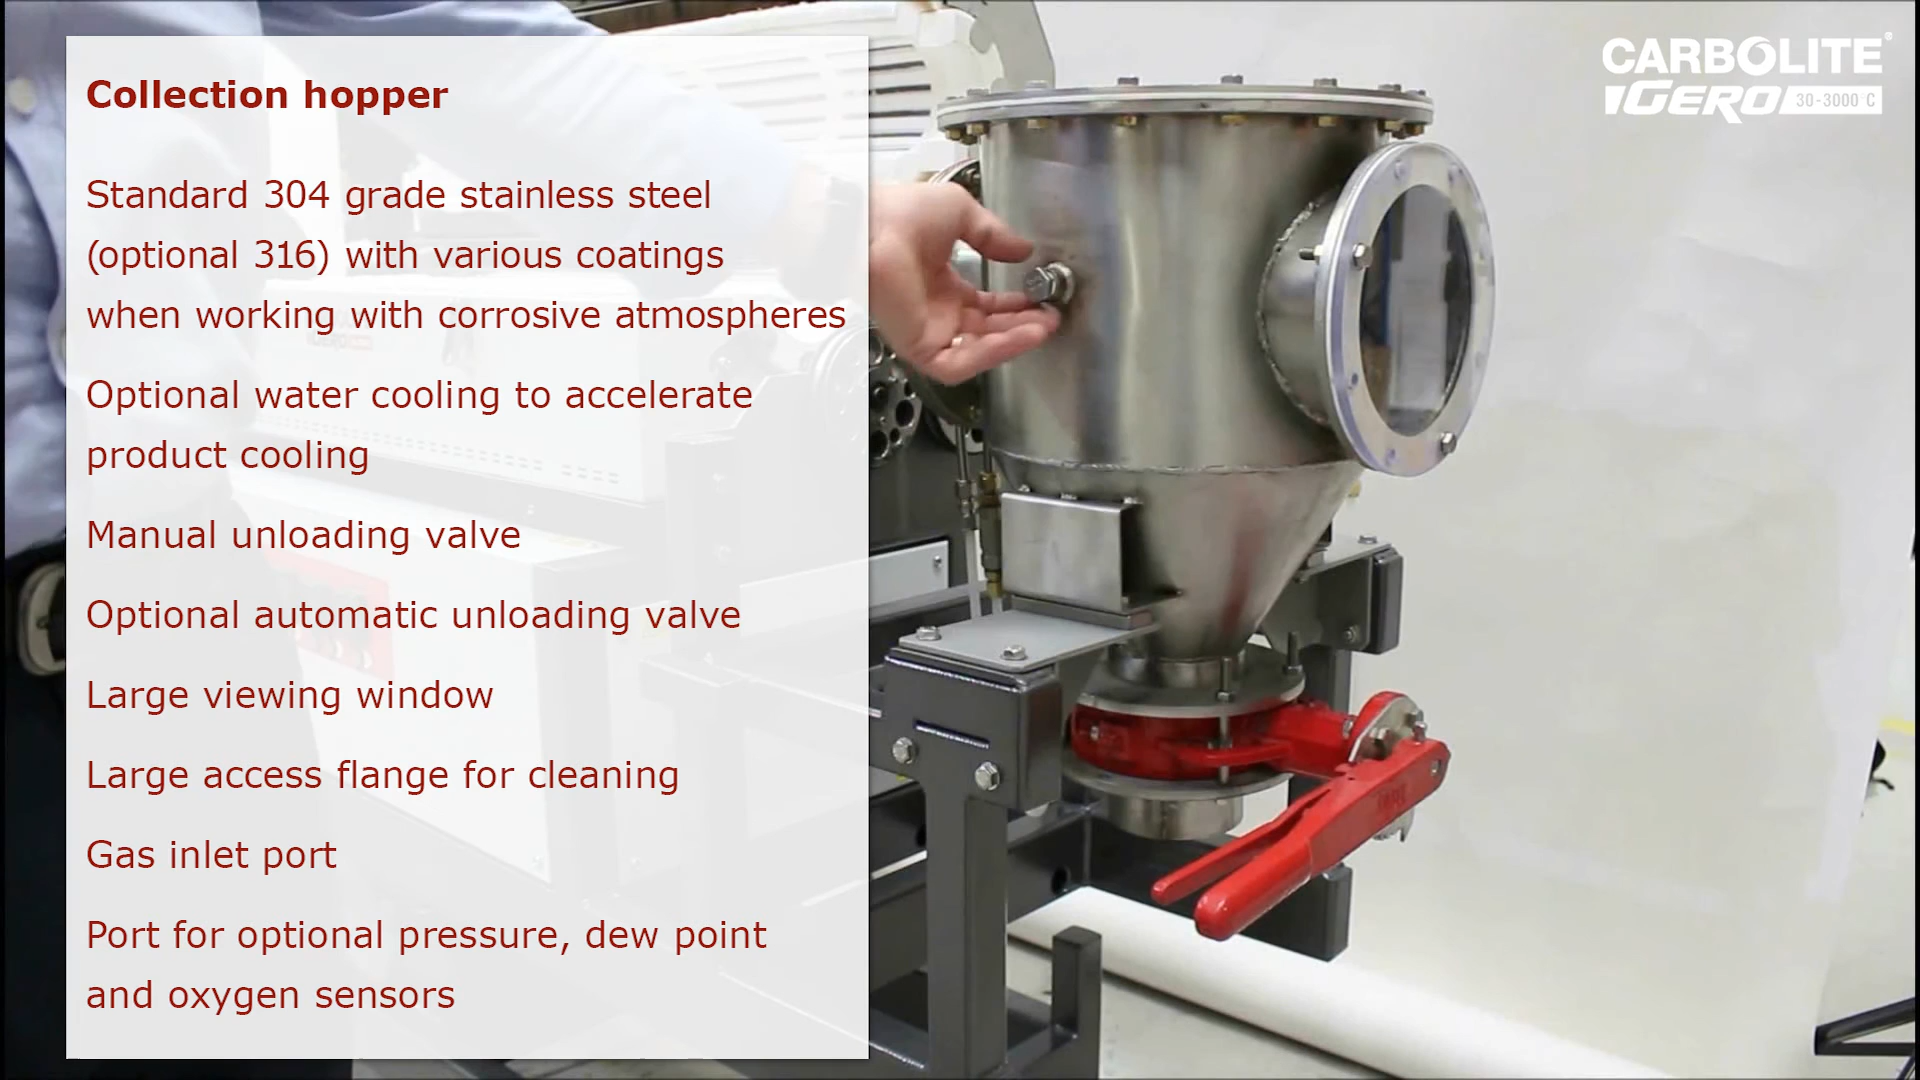 Collection hopper
Standard 304 grade stainless steel
(optional 316) with various coatings
when working with corrosive atmospheres
Optional water cooling to accelerate
product cooling
Manual unloading valve
Optional automatic unloading valve
Large viewing window
Large access flange for cleaning
Gas inlet port
Port for optional pressure, dew point
and oxygen sensors
CARBOLITE®
GERO 30-3000°C